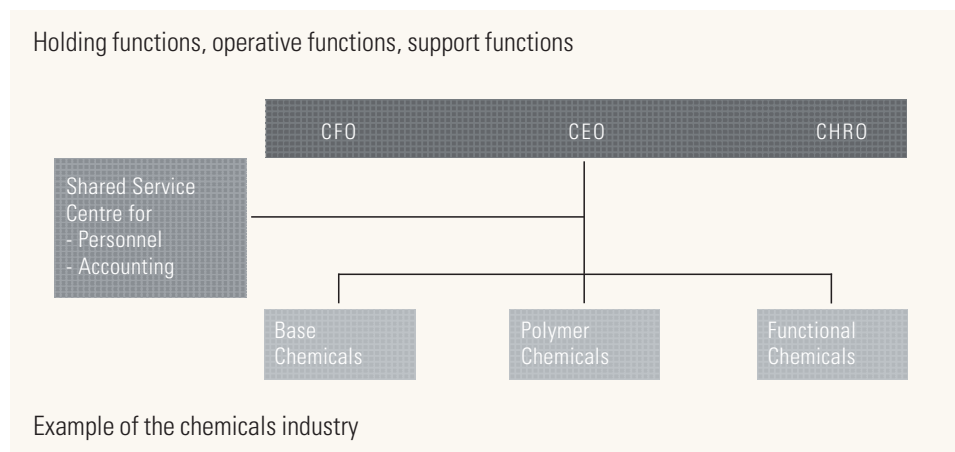 Holding functions, operative functions, support functions
CFO CEO CHRO
Shared Service
Centre for
- Personnel
- Accounting
Base
Chemicals
Polymer
Chemicals
Functional
Chemicals
Example of the chemicals industry